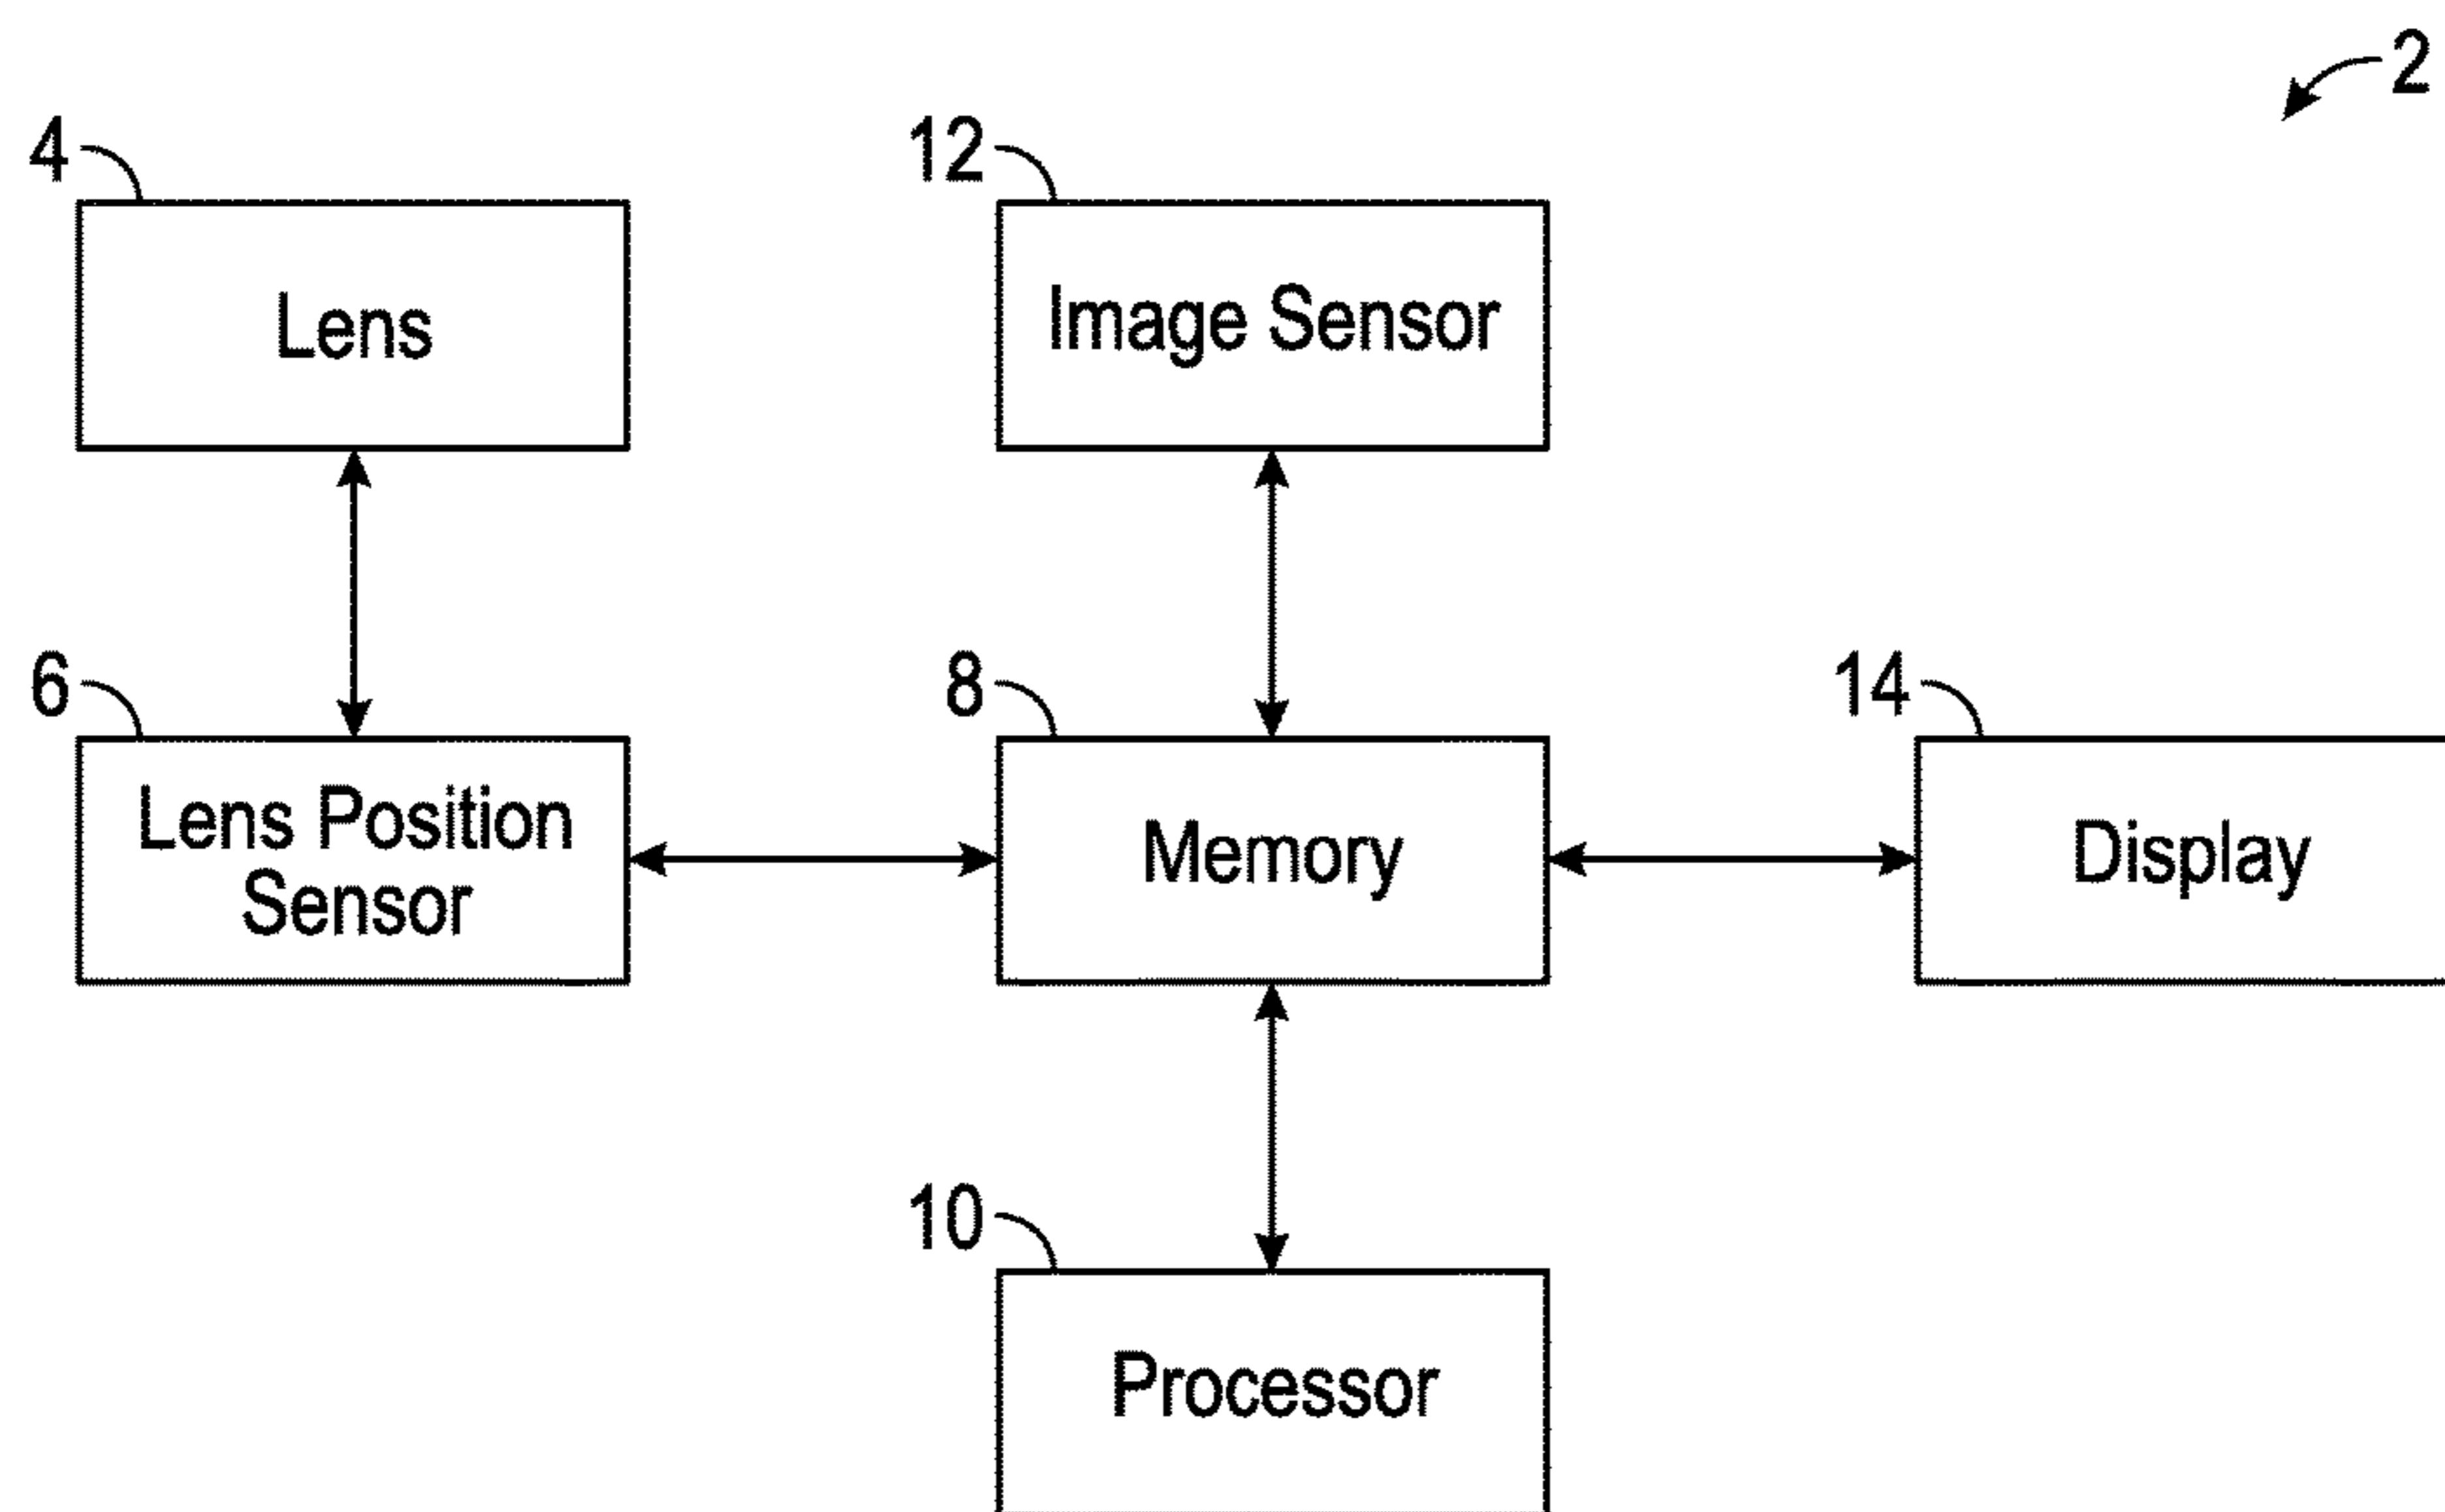 2
4
12
Lens
Image Sensor
6
8
14
Lens Position
Sensor
Memory
Display
10
Processor